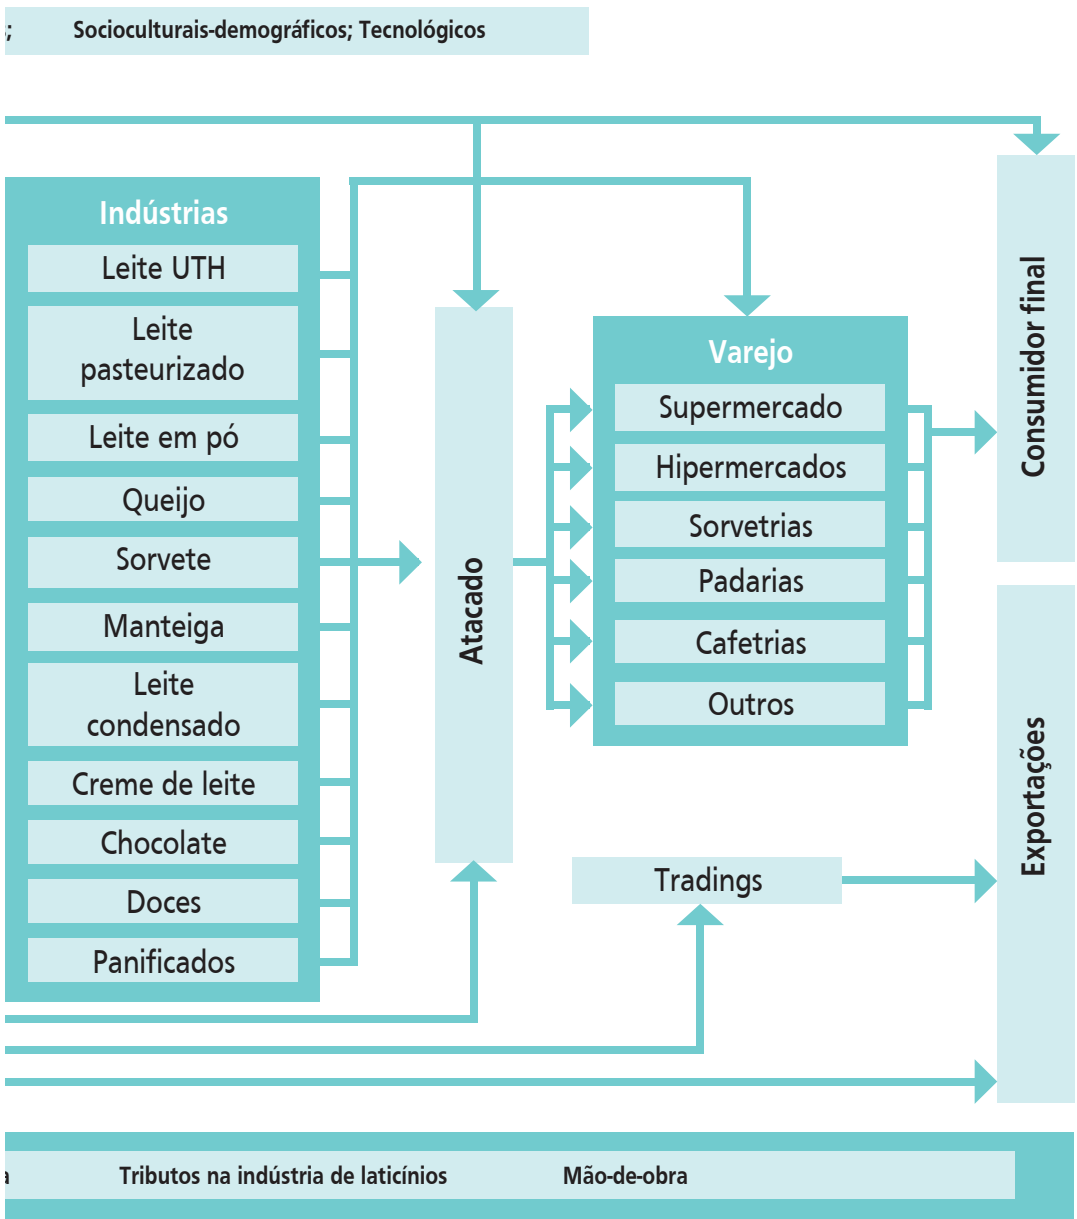 Socioculturais-demográficos; Tecnológicos
Indústrias
Leite UTH
Leite
pasteurizado
Leite em pó
Queijo
Sorvete
Manteiga
Leite
condensado
Creme de leite
Chocolate
Doces
Panificados
Atacado
Varejo
Supermercado
Hipermercados
Sorvetrias
Padarias
Cafetrias
Outros
Tradings
Consumidor final
Exportações
Tributos na indústria de laticínios
Mão-de-obra